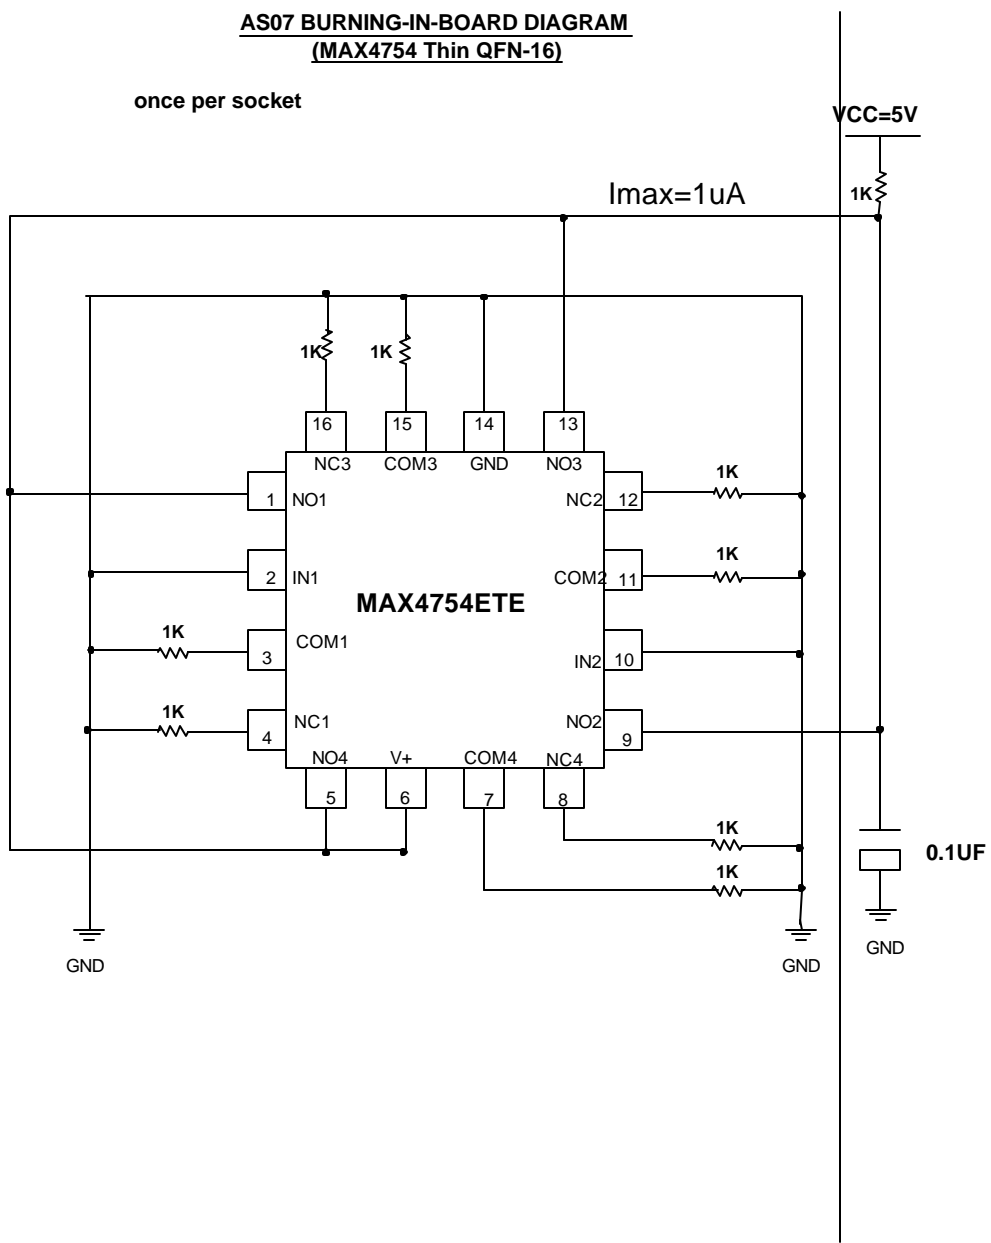 AS07 BURNING-IN-BOARD DIAGRAM
(MAX4754 Thin QFN-16)
once per socket
VCC=5V
Imax=1uA
1K
1K
1K
16
15
14
13
NC3
COM3
GND
NO3
1K
1
NO1
NC2
12
1K
2
IN1
COM2
11
MAX4754ETE
1K
3
COM1
IN2
10
1K
4
NC1
NO2
9
NO4
V+
COM4
NC4
5
6
7
8
1K
0.1UF
1K
GND
GND
GND